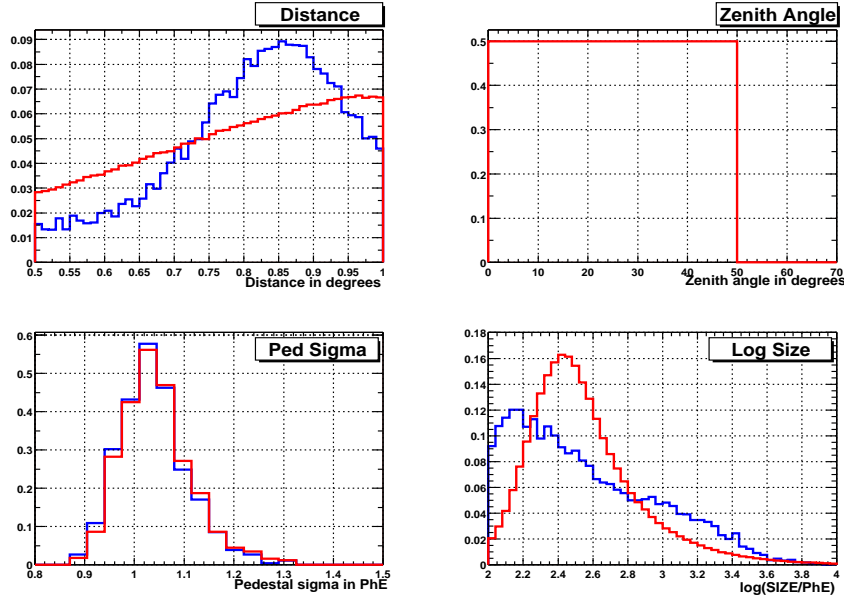 Distance
0.09
0.08
0.07
0.06
0.05
0.04
0.03
0.02
0.01
0
0.5 0.55 0.6 0.65 0.7 0.75 0.8 0.85 0.9 0.95 1
Distance in degrees
Zenith Angle
0.5
0.4
0.3
0.2
0.1
0
0 10 20 30 40 50 60 70
Zenith angle in degrees
Ped Sigma
0.6
0.5
0.4
0.3
0.2
0.1
0
0.8 0.9 1 1.1 1.2 1.3 1.4 1.5
Pedestal sigma in PhE
Log Size
0.18
0.16
0.14
0.12
0.10
0.08
0.06
0.04
0.02
0
2 2.2 2.4 2.6 2.8 3 3.2 3.4 3.6 3.8 4
log(SIZE/PhE)